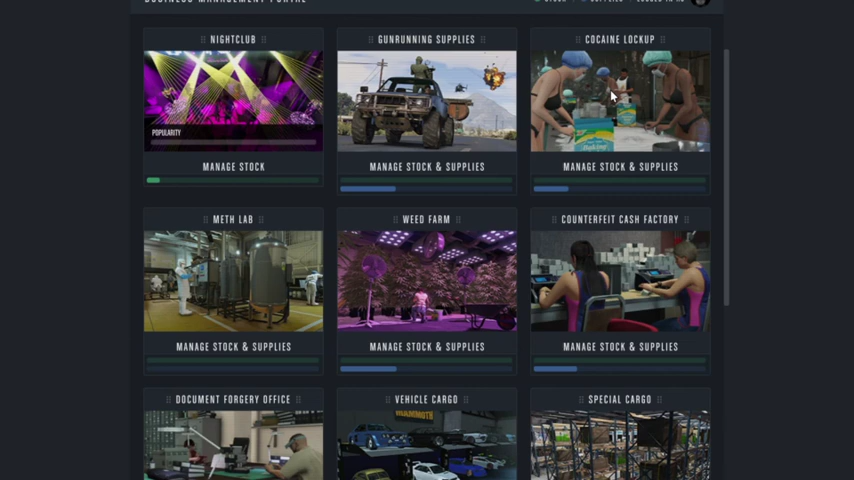 NIGHTCLUB
GUNRUNNING SUPPLIES
COCAINE LOCKUP
POPULARITY
MANAGE STOCK
MANAGE STOCK & SUPPLIES
MANAGE STOCK & SUPPLIES
METH LAB
WEED FARM
COUNTERFEIT CASH FACTORY
MANAGE STOCK & SUPPLIES
MANAGE STOCK & SUPPLIES
MANAGE STOCK & SUPPLIES
DOCUMENT FORGERY OFFICE
VEHICLE CARGO
SPECIAL CARGO
MAMMOTH